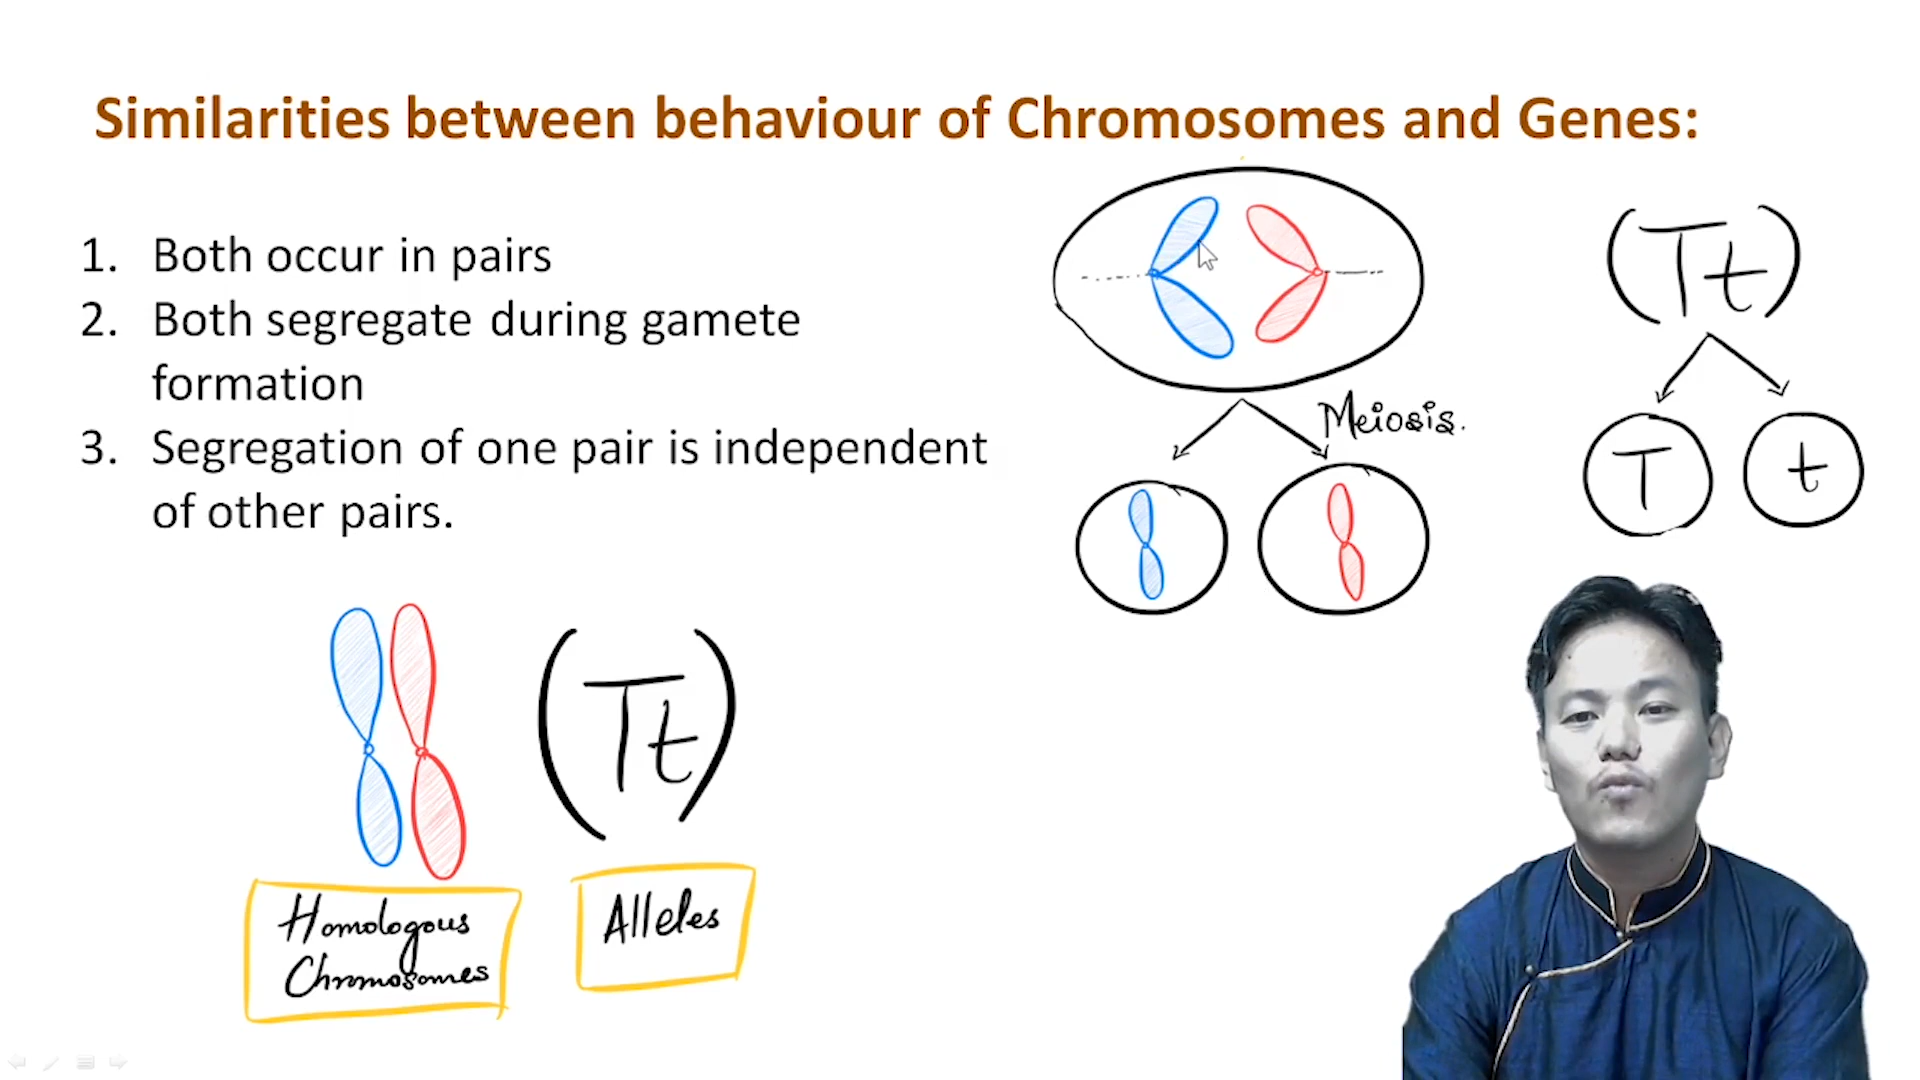 Similarities between behaviour of Chromosomes and Genes:
1. Both occur in pairs
2. Both segregate during gamete
formation
3. Segregation of one pair is independent
of other pairs.
Meiosis.
(Tt)
T t
(Tt)
Homologous
Chromosomes
Alleles